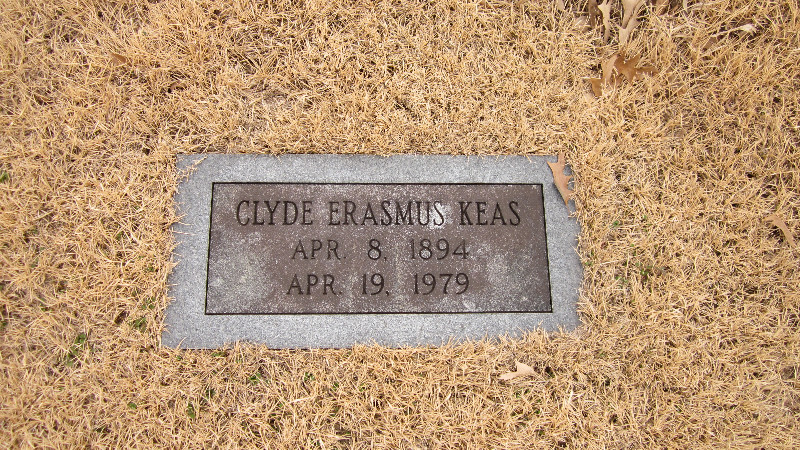 CLYDE ERASMUS KEAS
APR. 8, 1894
APR. 19, 1979